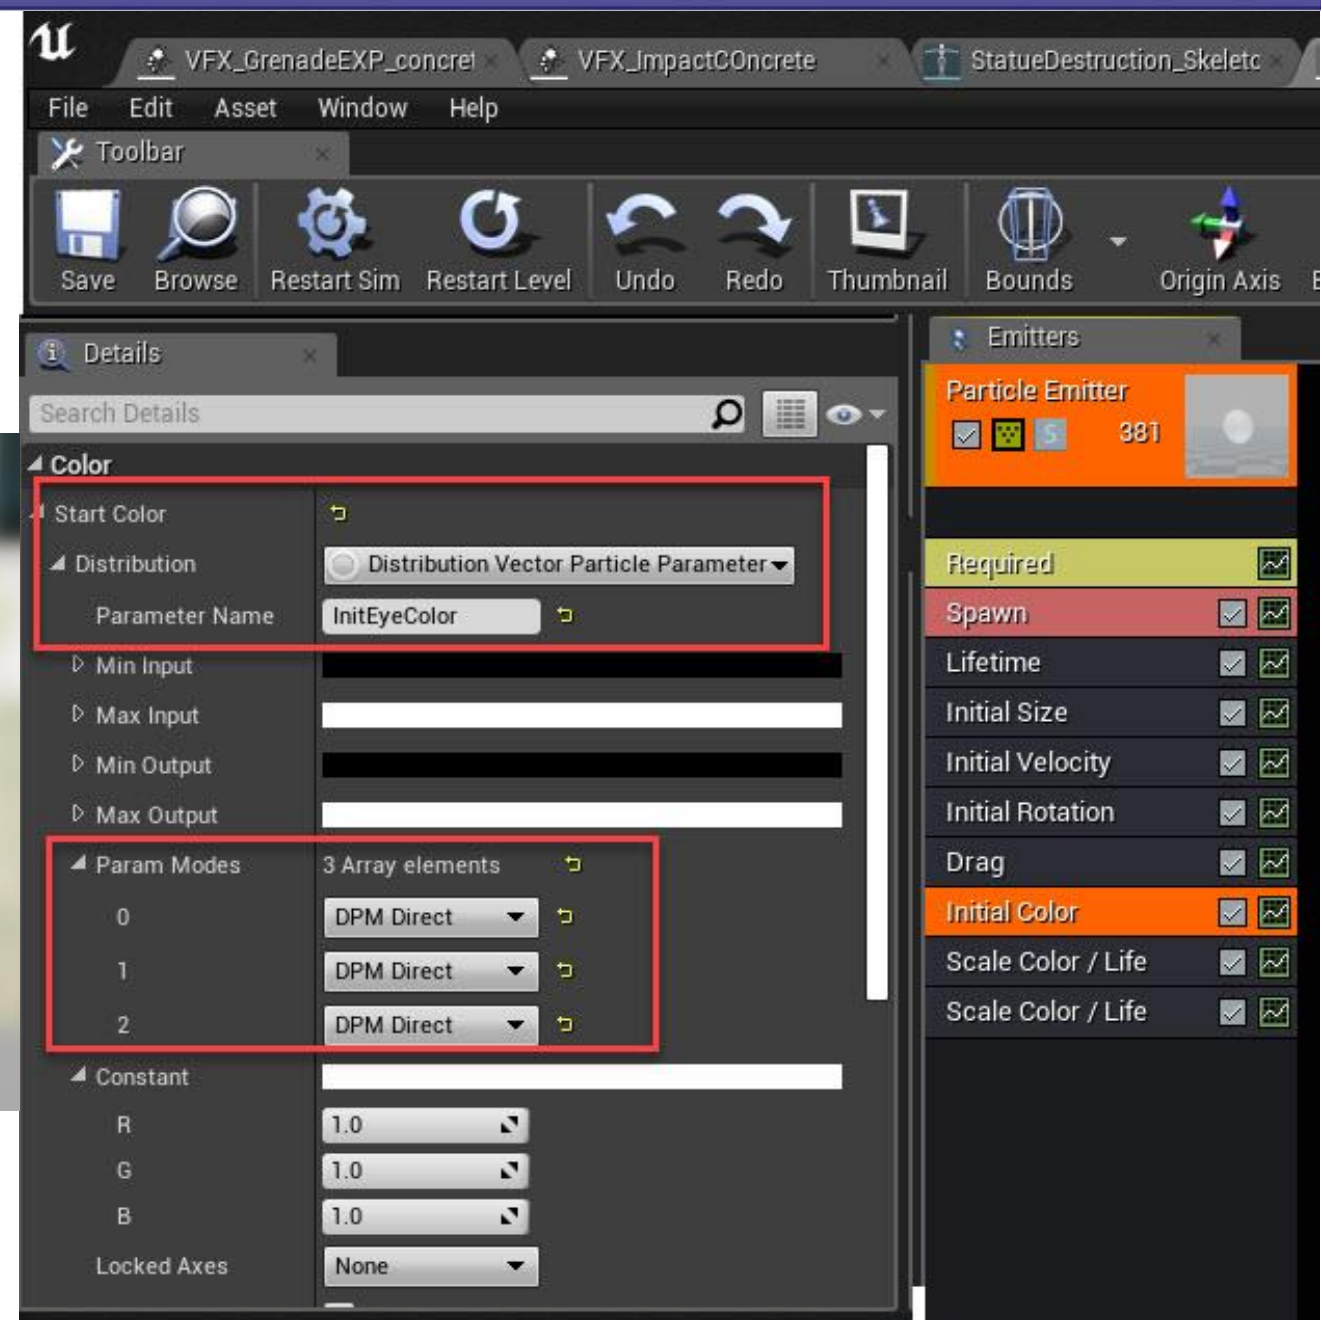 VFX_GrenadeEXP_concret
VFX_ImpactCOncrete
StatueDestruction_Skeletc
File Edit Asset Window Help
Toolbar
Save Browse Restart Sim Restart Level Undo Redo Thumbnail Bounds Origin Axis
Details
Search Details
Color
Start Color
Distribution Distribution Vector Particle Parameter
Parameter Name InitEyeColor
Min Input
Max Input
Min Output
Max Output
Param Modes 3 Array elements
0 DPM Direct
1 DPM Direct
2 DPM Direct
Constant
R 1.0
G 1.0
B 1.0
Locked Axes None
Emitters
Particle Emitter
S 381
Required
Spawn
Lifetime
Initial Size
Initial Velocity
Initial Rotation
Drag
Initial Color
Scale Color / Life
Scale Color / Life